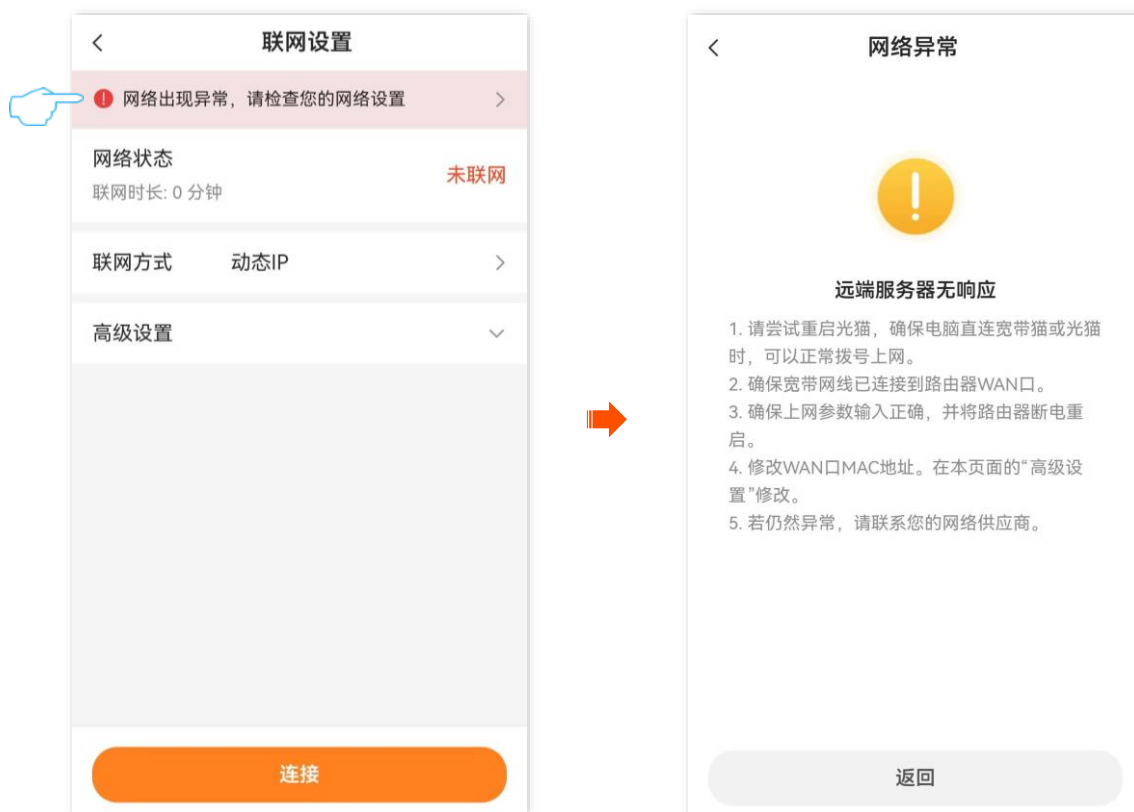 联网设置
网络出现异常，请检查您的网络设置
网络状态
未联网
联网时长: 0 分钟
联网方式 动态IP
高级设置
连接
网络异常
远端服务器无响应
1. 请尝试重启光猫，确保电脑直连宽带猫或光猫
时，可以正常拨号上网。
2. 确保宽带网线已连接到路由器WAN口。
3. 确保上网参数输入正确，并将路由器断电重
启。
4. 修改WAN口MAC地址。在本页面的“高级设
置”修改。
5. 若仍然异常，请联系您的网络供应商。
返回